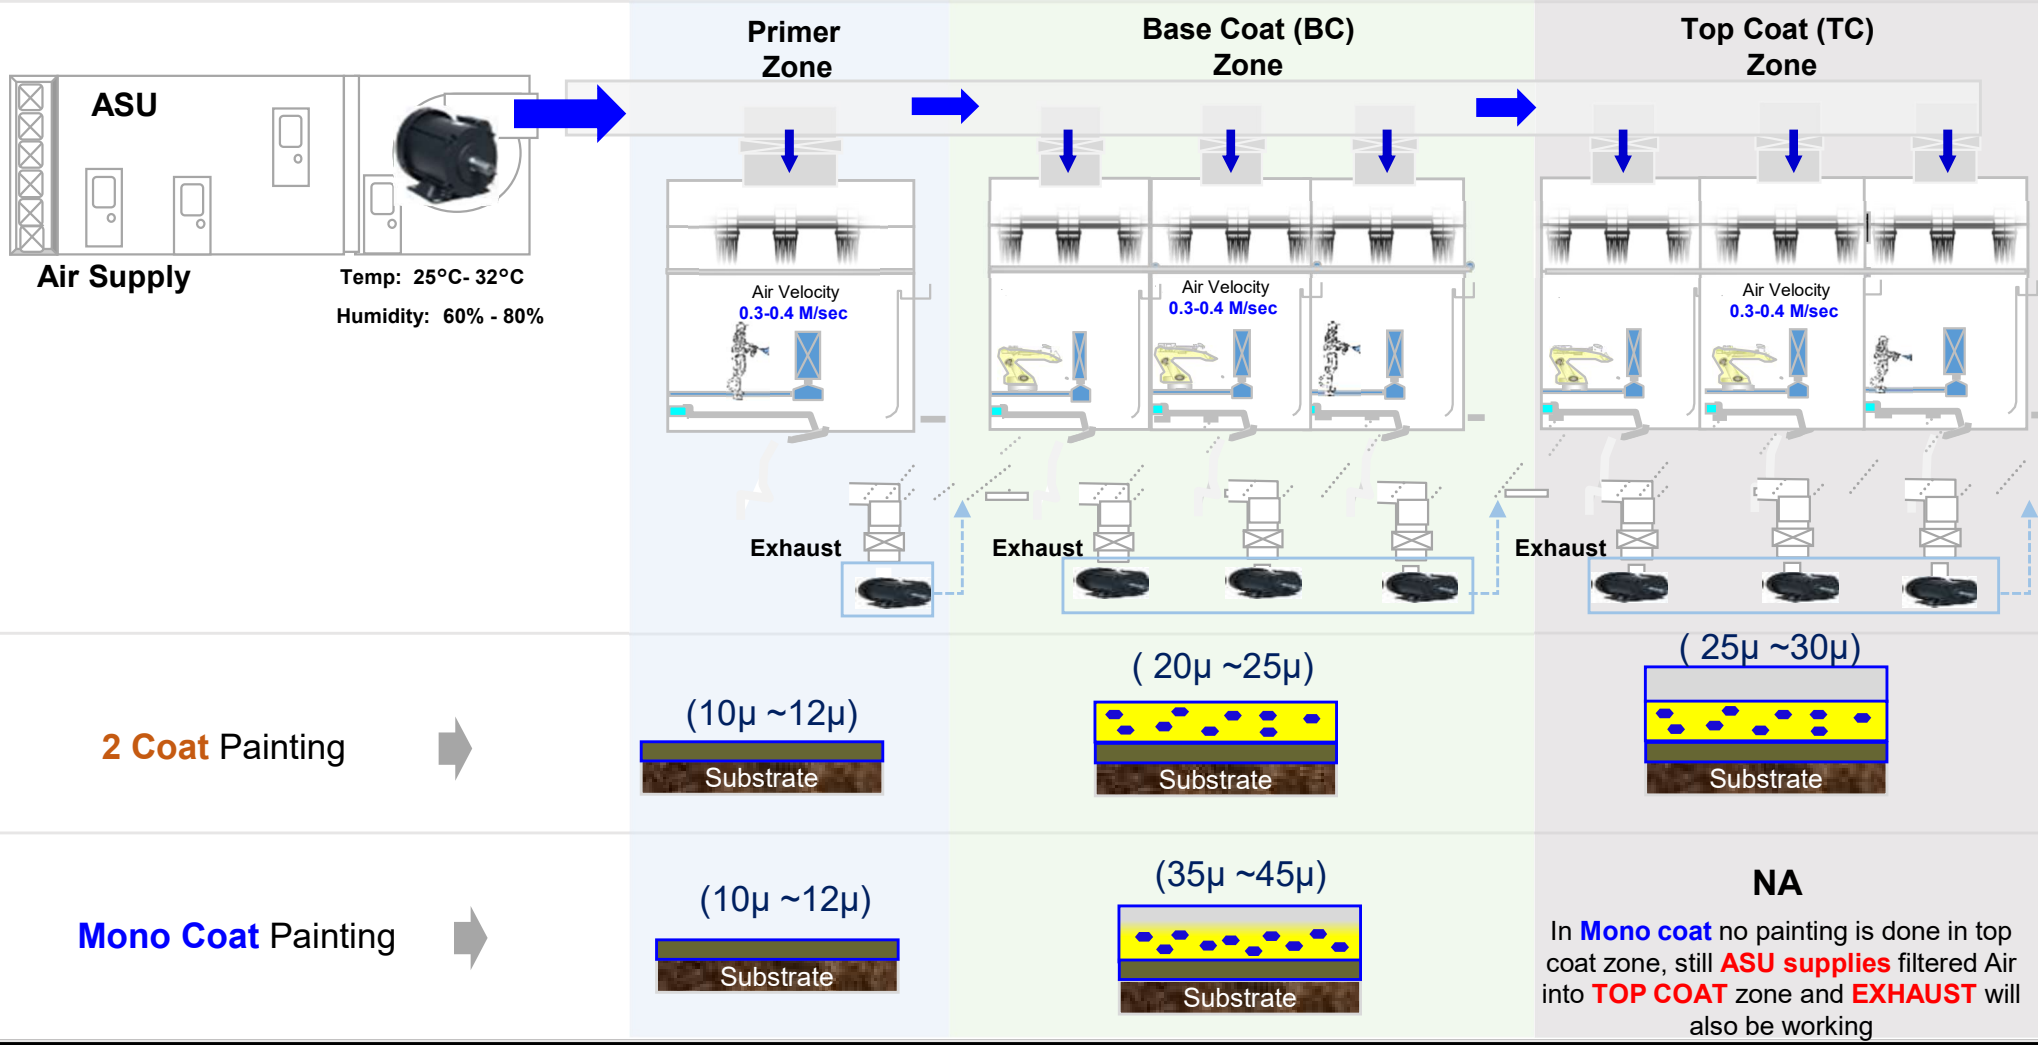 Primer
Zone
Base Coat (BC)
Zone
Top Coat (TC)
Zone
ASU
Air Supply
Temp: 25°C- 32°C
Humidity: 60% - 80%
Air Velocity
0.3-0.4 M/sec
Air Velocity
0.3-0.4 M/sec
Air Velocity
0.3-0.4 M/sec
Exhaust
Exhaust
Exhaust
2 Coat Painting
(10μ ~12μ)
Substrate
( 20μ ~25μ)
Substrate
( 25μ ~30μ)
Substrate
Mono Coat Painting
(10μ ~12μ)
Substrate
(35μ ~45μ)
Substrate
NA
In Mono coat no painting is done in top
coat zone, still ASU supplies filtered Air
into TOP COAT zone and EXHAUST will
also be working